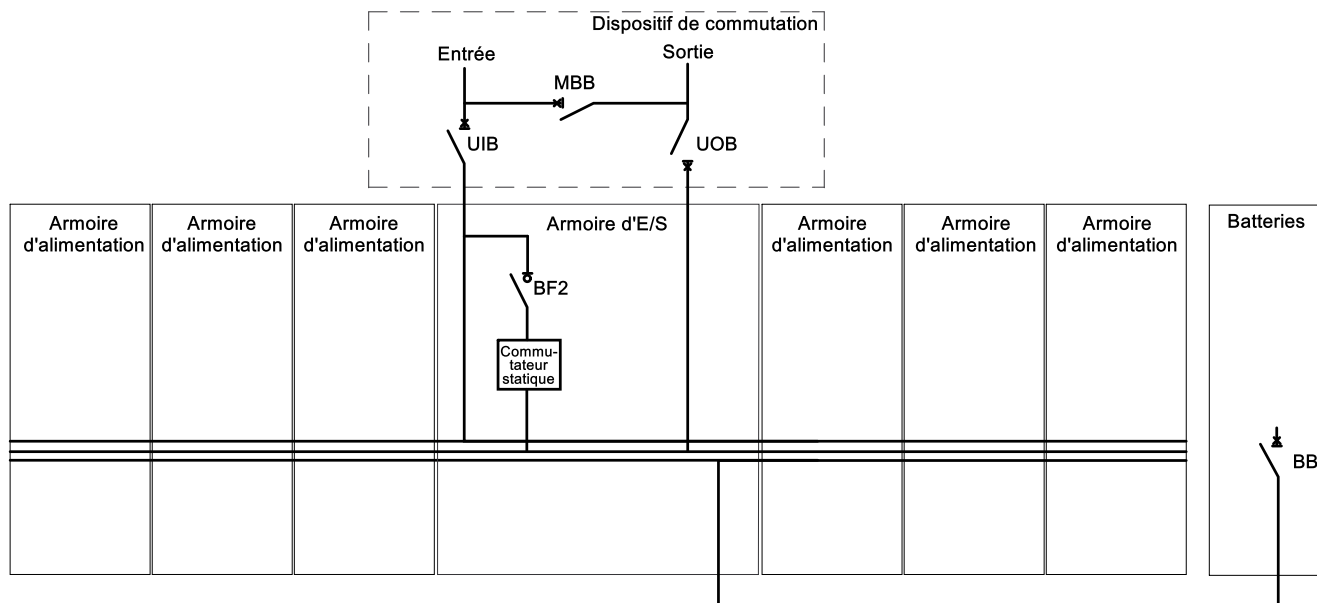 Dispositif de commutation
Entrée
Sortie
MBB
UIB
UOB
Armoire
d'alimentation
Armoire
d'alimentation
Armoire
d'alimentation
Armoire d'E/S
Armoire
d'alimentation
Armoire
d'alimentation
Armoire
d'alimentation
Batteries
BF2
Commu-
tateur
statique
BB